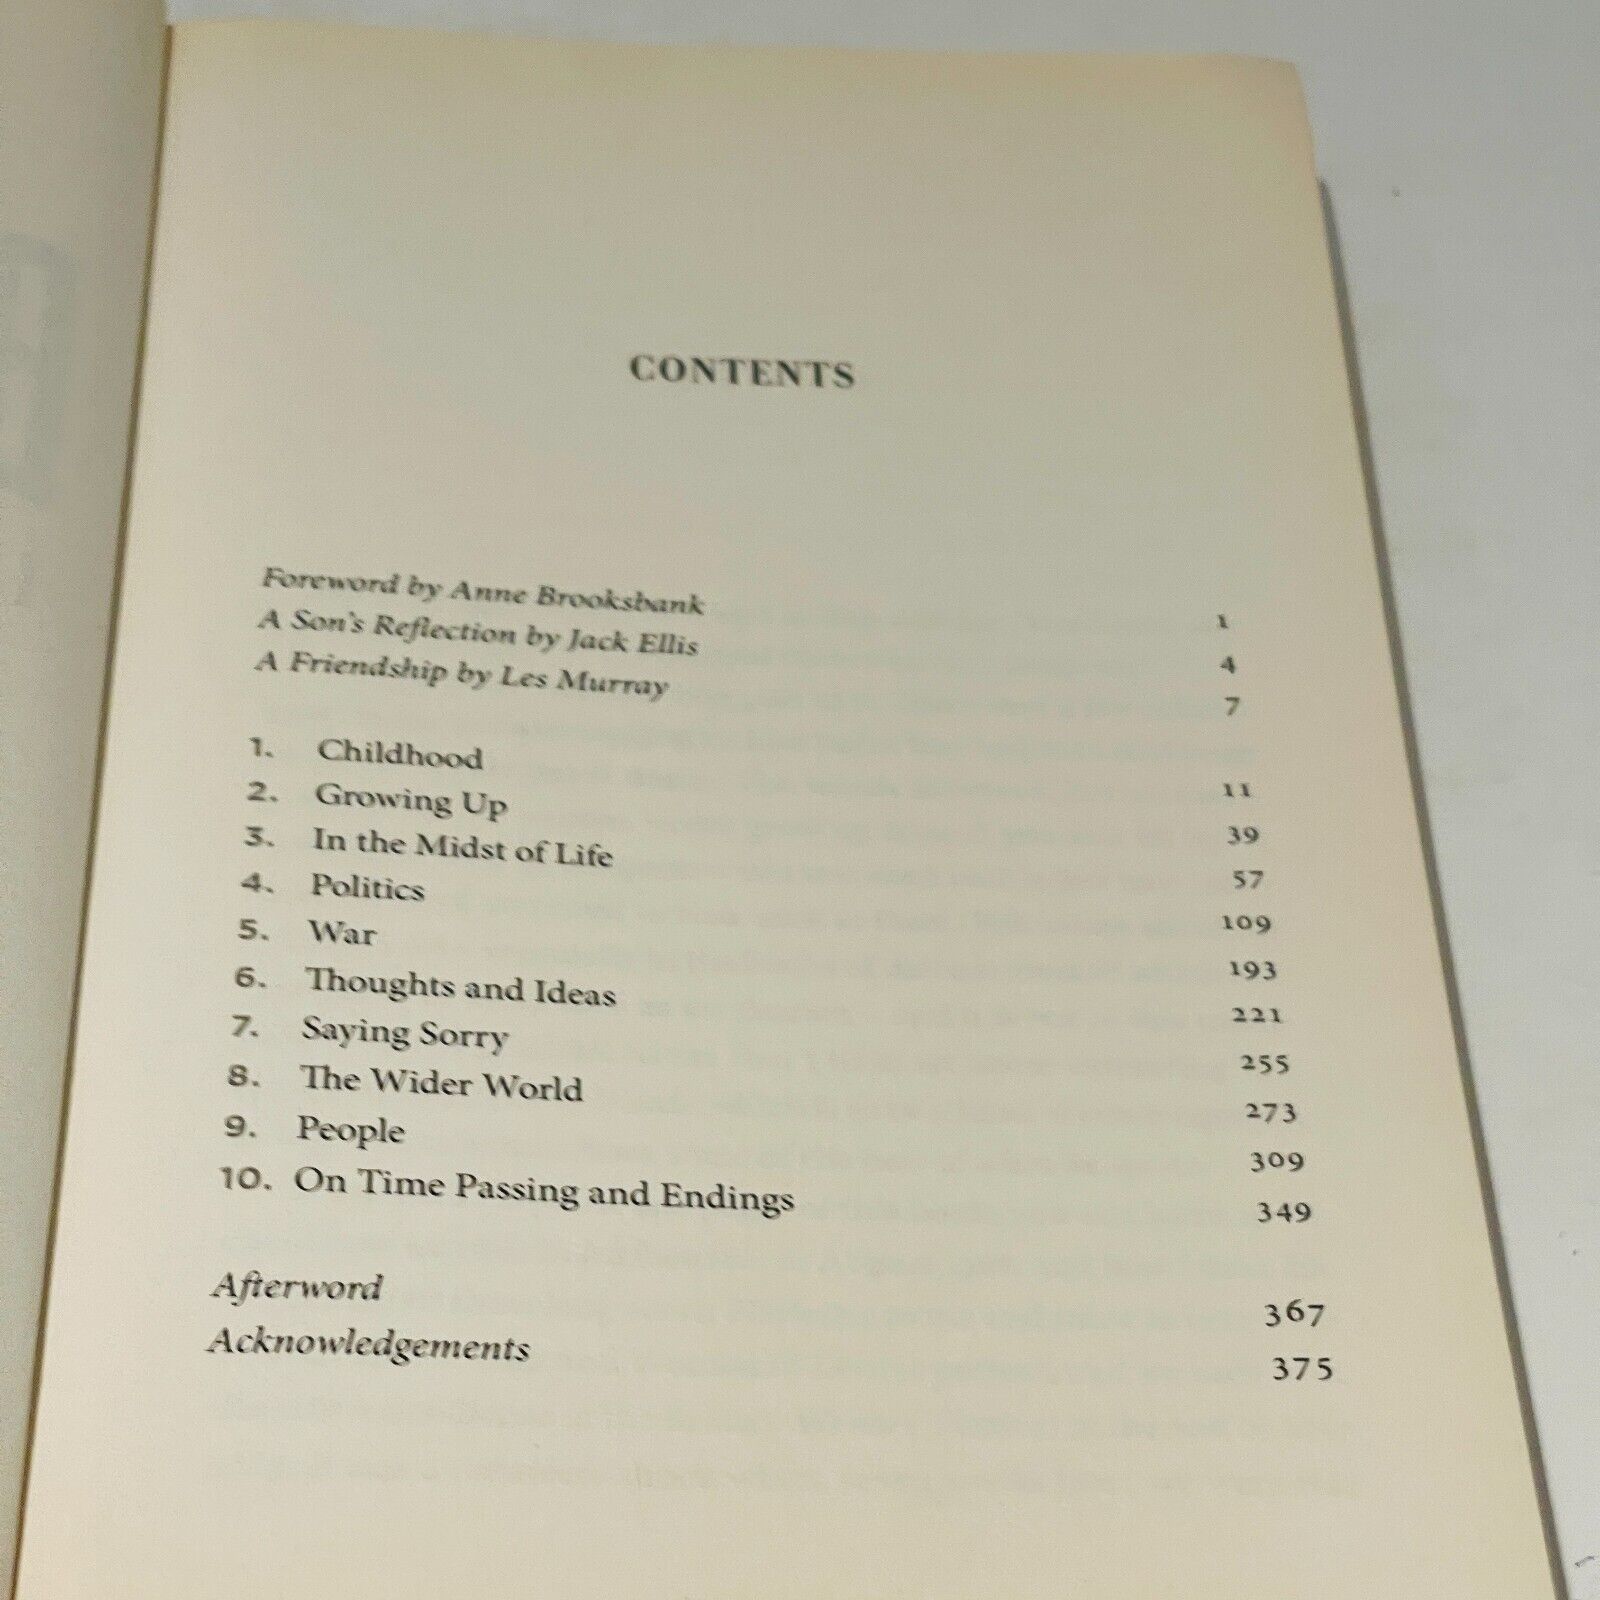 CONTENTS
Foreword by Anne Brooksbank 1
A Son's Reflection by Jack Ellis 4
A Friendship by Les Murray 7
1. Childhood 11
2. Growing Up 39
3. In the Midst of Life 57
4. Politics 109
5. War 193
6. Thoughts and Ideas 221
7. Saying Sorry 255
8. The Wider World 273
9. People 309
10. On Time Passing and Endings 349
Afterword 367
Acknowledgements 375